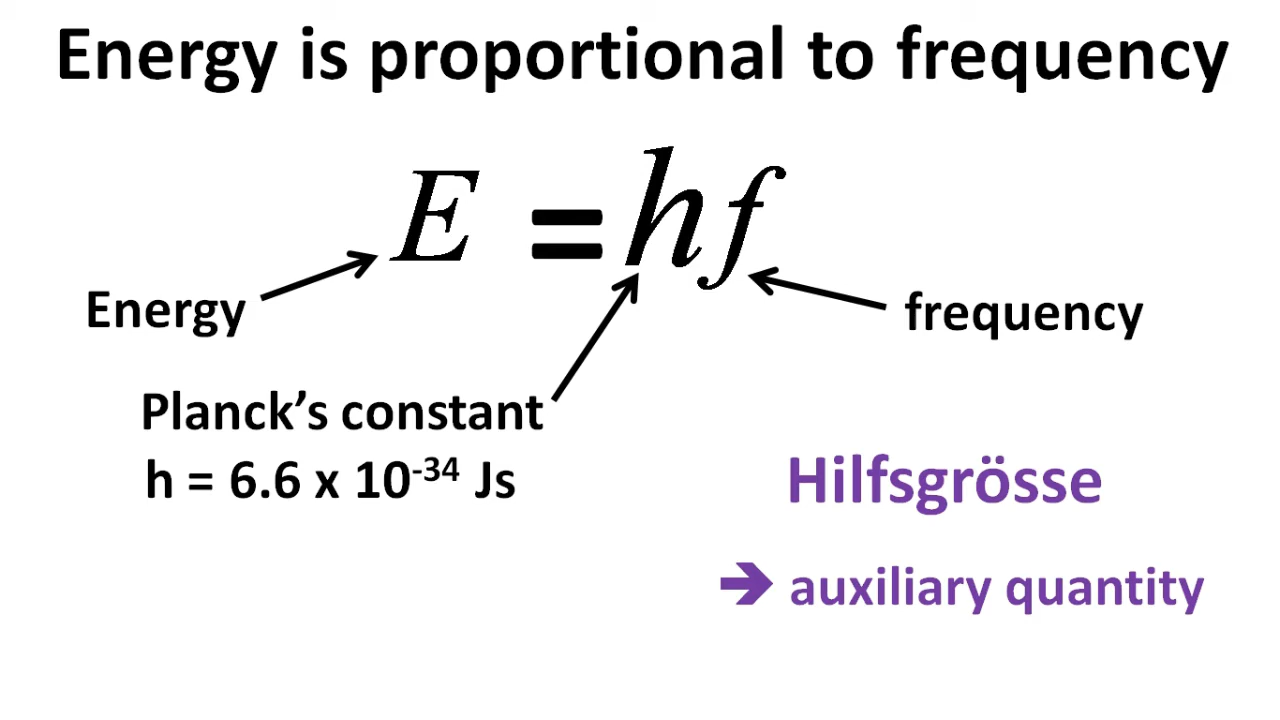 Energy is proportional to frequency
E = hf
Energy
frequency
Planck’s constant
h = 6.6 x 10⁻³⁴ Js
Hilfsgrösse
➔ auxiliary quantity